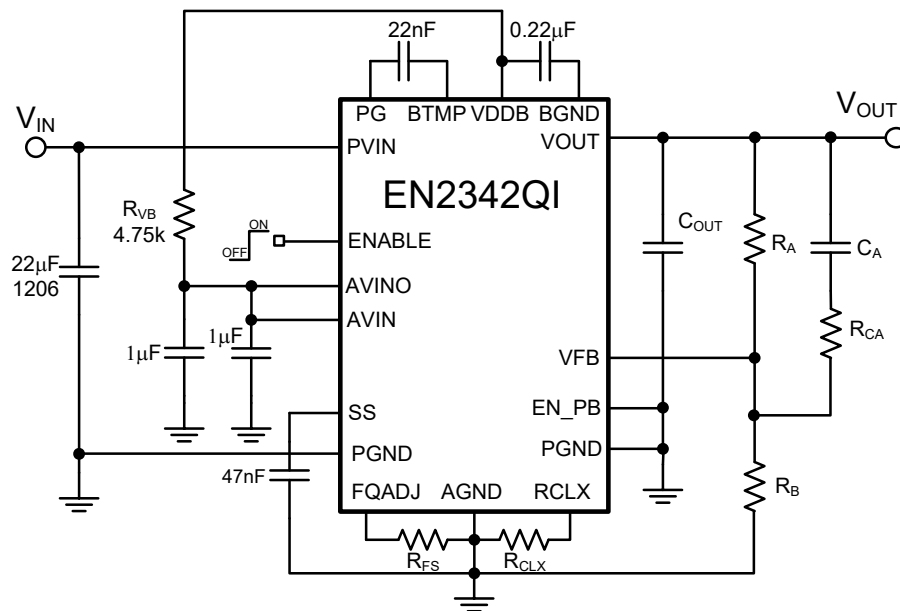 22nF
0.22µF
PG
BTMP
VDDB
BGND
VIN
VOUT
PVIN
VOUT
EN2342QI
RVB
4.75k
ON
OFF
ENABLE
COUT
RA
CA
22µF
1206
AVINO
AVIN
RCA
1µF
1µF
VFB
SS
EN_PB
PGND
PGND
47nF
FQADJ
AGND
RCLX
RB
RFS
RCLX